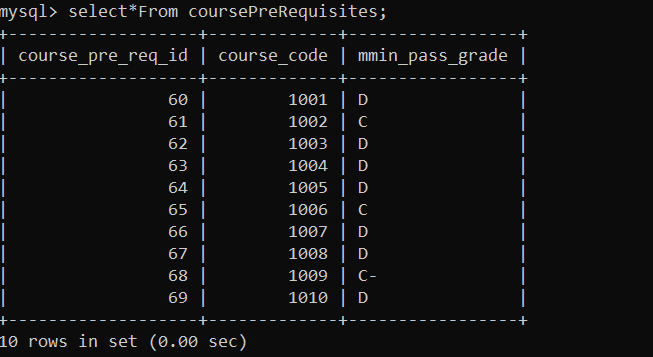 mysql> select*From coursePreRequisites;
+-------------------+-------------+-----------------+
| course_pre_req_id | course_code | mmin_pass_grade |
+-------------------+-------------+-----------------+
|                60 |        1001 | D               |
|                61 |        1002 | C               |
|                62 |        1003 | D               |
|                63 |        1004 | D               |
|                64 |        1005 | D               |
|                65 |        1006 | C               |
|                66 |        1007 | D               |
|                67 |        1008 | D               |
|                68 |        1009 | C-              |
|                69 |        1010 | D               |
+-------------------+-------------+-----------------+
10 rows in set (0.00 sec)